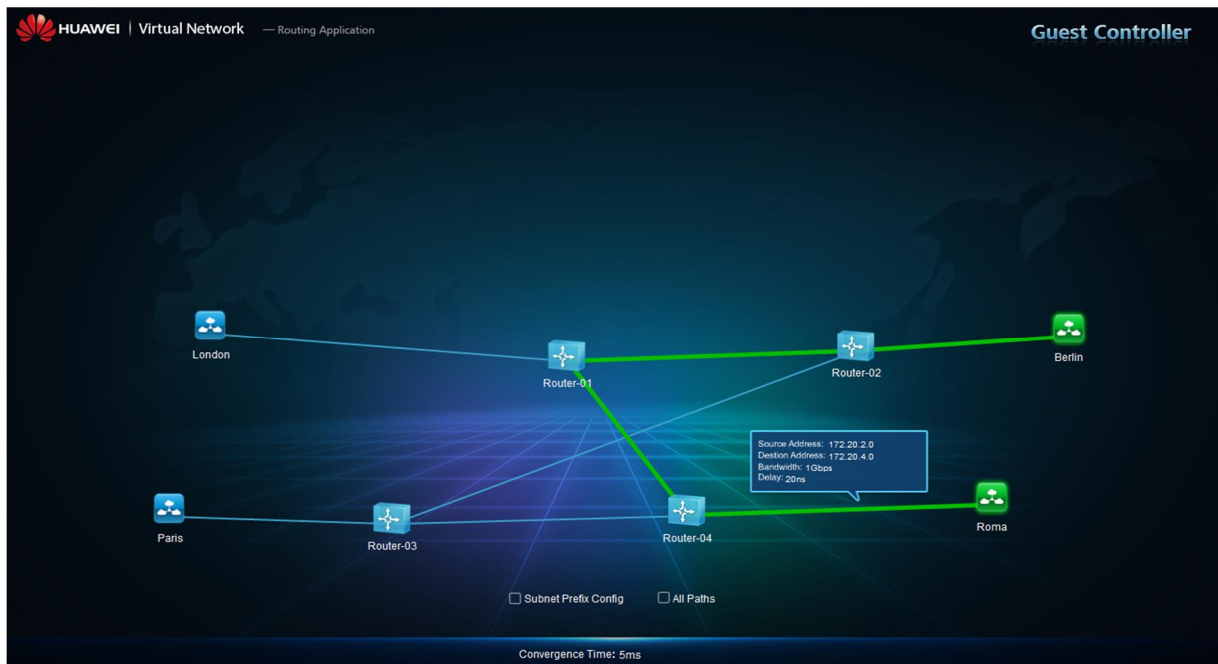 HUAWEI | Virtual Network — Routing Application
Guest Controller
London
Router-01
Router-02
Berlin
Source Address: 172.20.2.0
Destion Address: 172.20.4.0
Bandwidth: 1Gbps
Delay: 20ns
Paris
Router-03
Router-04
Roma
Subnet Prefix Config
All Paths
Convergence Time: 5ms